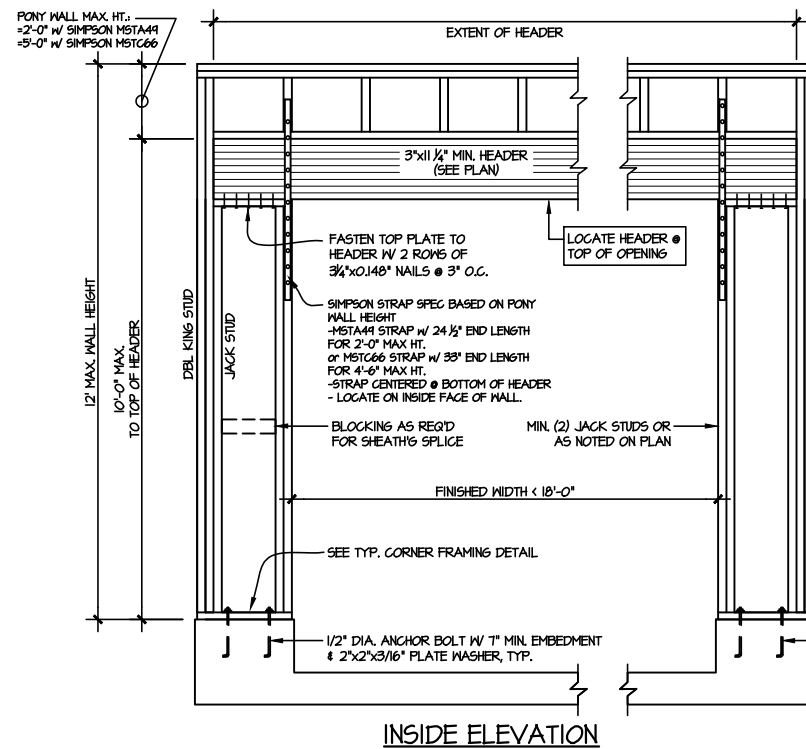 PONY WALL MAX. HT.:
=2'-0" W/ SIMPSON MSTA49
=5'-0" W/ SIMPSON MSTC66
EXTENT OF HEADER
3"x11 1/4" MIN. HEADER
(SEE PLAN)
FASTEN TOP PLATE TO
HEADER W/ 2 ROWS OF
3 1/4"x0.148" NAILS @ 3" O.C.
LOCATE HEADER @
TOP OF OPENING
SIMPSON STRAP SPEC BASED ON PONY
WALL HEIGHT
-MSTA49 STRAP w/ 24 1/2" END LENGTH
FOR 2'-0" MAX HT.
or MSTC66 STRAP w/ 33" END LENGTH
FOR 4'-6" MAX HT.
-STRAP CENTERED @ BOTTOM OF HEADER
- LOCATE ON INSIDE FACE OF WALL.
12' MAX. WALL HEIGHT
10'-0" MAX.
TO TOP OF HEADER
DBL KING STUD
JACK STUD
BLOCKING AS REQ'D
FOR SHEATH'G SPLICE
MIN. (2) JACK STUDS OR
AS NOTED ON PLAN
FINISHED WIDTH < 18'-0"
SEE TYP. CORNER FRAMING DETAIL
1/2" DIA. ANCHOR BOLT W/ 7" MIN. EMBEDMENT
& 2"x2"x3/16" PLATE WASHER, TYP.
INSIDE ELEVATION